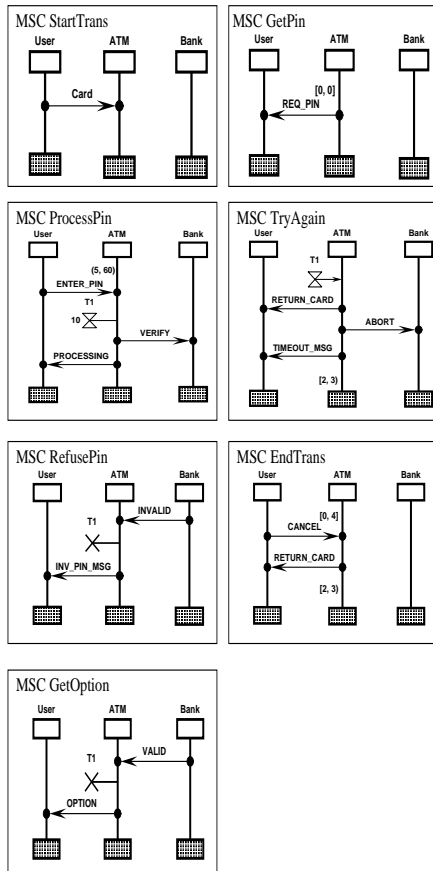 MSC StartTrans
User ATM Bank
Card
MSC GetPin
User ATM Bank
[0, 0]
REQ_PIN
MSC ProcessPin
User ATM Bank
(5, 60)
ENTER_PIN
T1
10
VERIFY
PROCESSING
MSC TryAgain
User ATM Bank
T1
RETURN_CARD
ABORT
TIMEOUT_MSG
[2, 3)
MSC RefusePin
User ATM Bank
INVALID
T1
INV_PIN_MSG
MSC EndTrans
User ATM Bank
[0, 4]
CANCEL
RETURN_CARD
[2, 3)
MSC GetOption
User ATM Bank
VALID
T1
OPTION